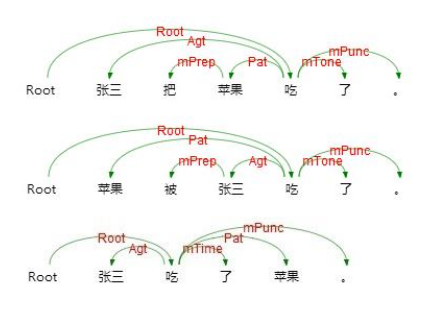 Root
Agt
mPrep Pat mTone mPunc
Root 张三 把 苹果 吃 了 。
Root
Pat
mPrep Agt mTone mPunc
Root 苹果 被 张三 吃 了 。
Root Agt mTime Pat mPunc
Root 张三 吃 了 苹果 。